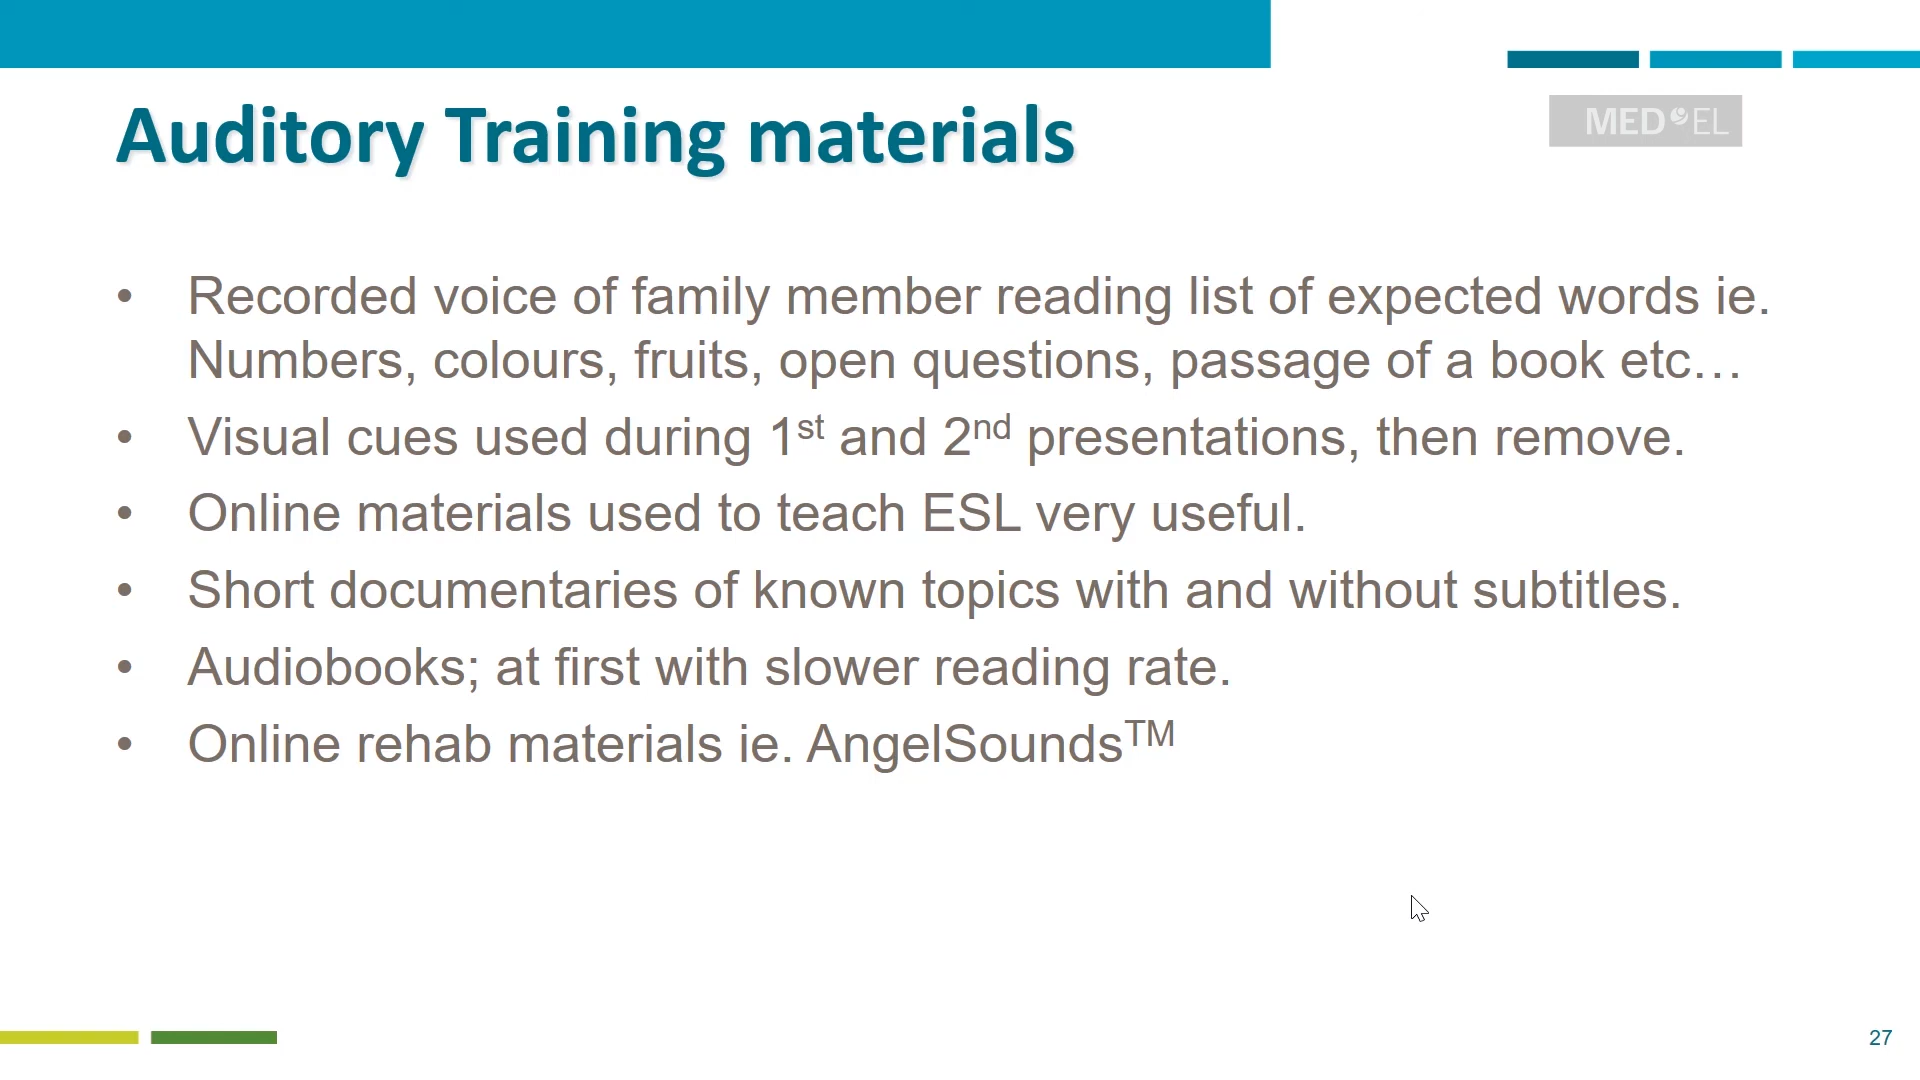 Auditory Training materials
MED EL
• Recorded voice of family member reading list of expected words ie.
Numbers, colours, fruits, open questions, passage of a book etc…
• Visual cues used during 1st and 2nd presentations, then remove.
• Online materials used to teach ESL very useful.
• Short documentaries of known topics with and without subtitles.
• Audiobooks; at first with slower reading rate.
• Online rehab materials ie. AngelSounds™
27